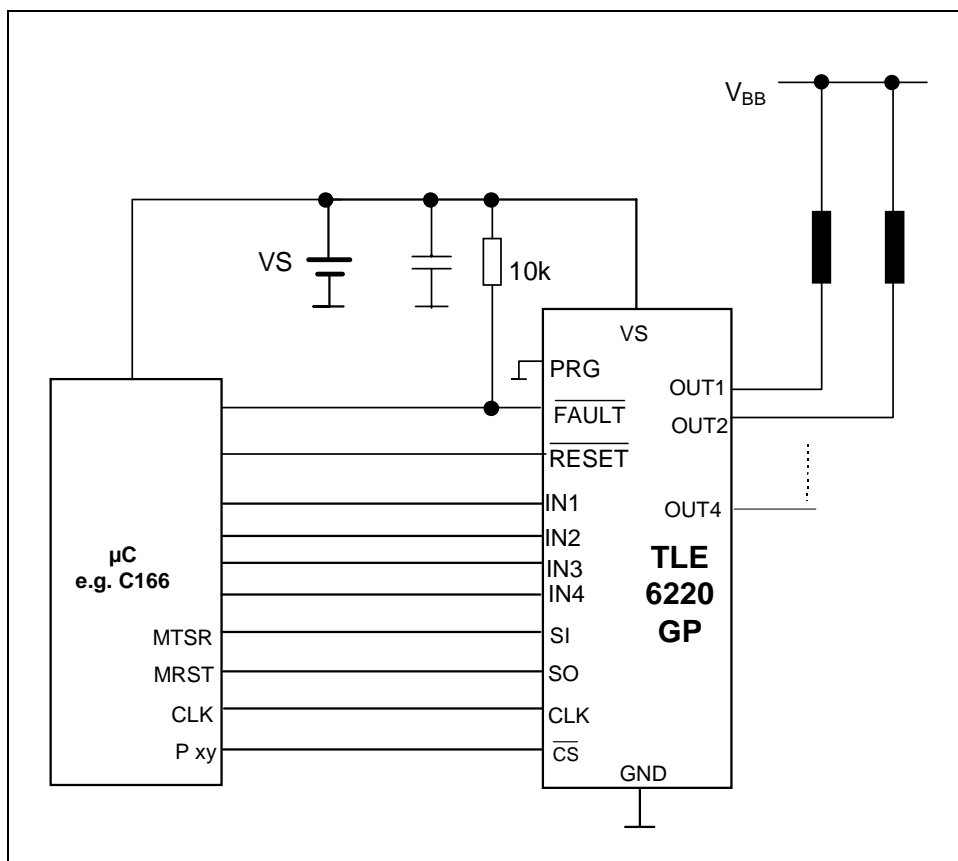 V_BB
VS
10k
VS
PRG
FAULT
RESET
IN1
IN2
IN3
IN4
SI
SO
CLK
CS
GND
OUT1
OUT2
OUT4
TLE
6220
GP
µC
e.g. C166
MTSR
MRST
CLK
P xy